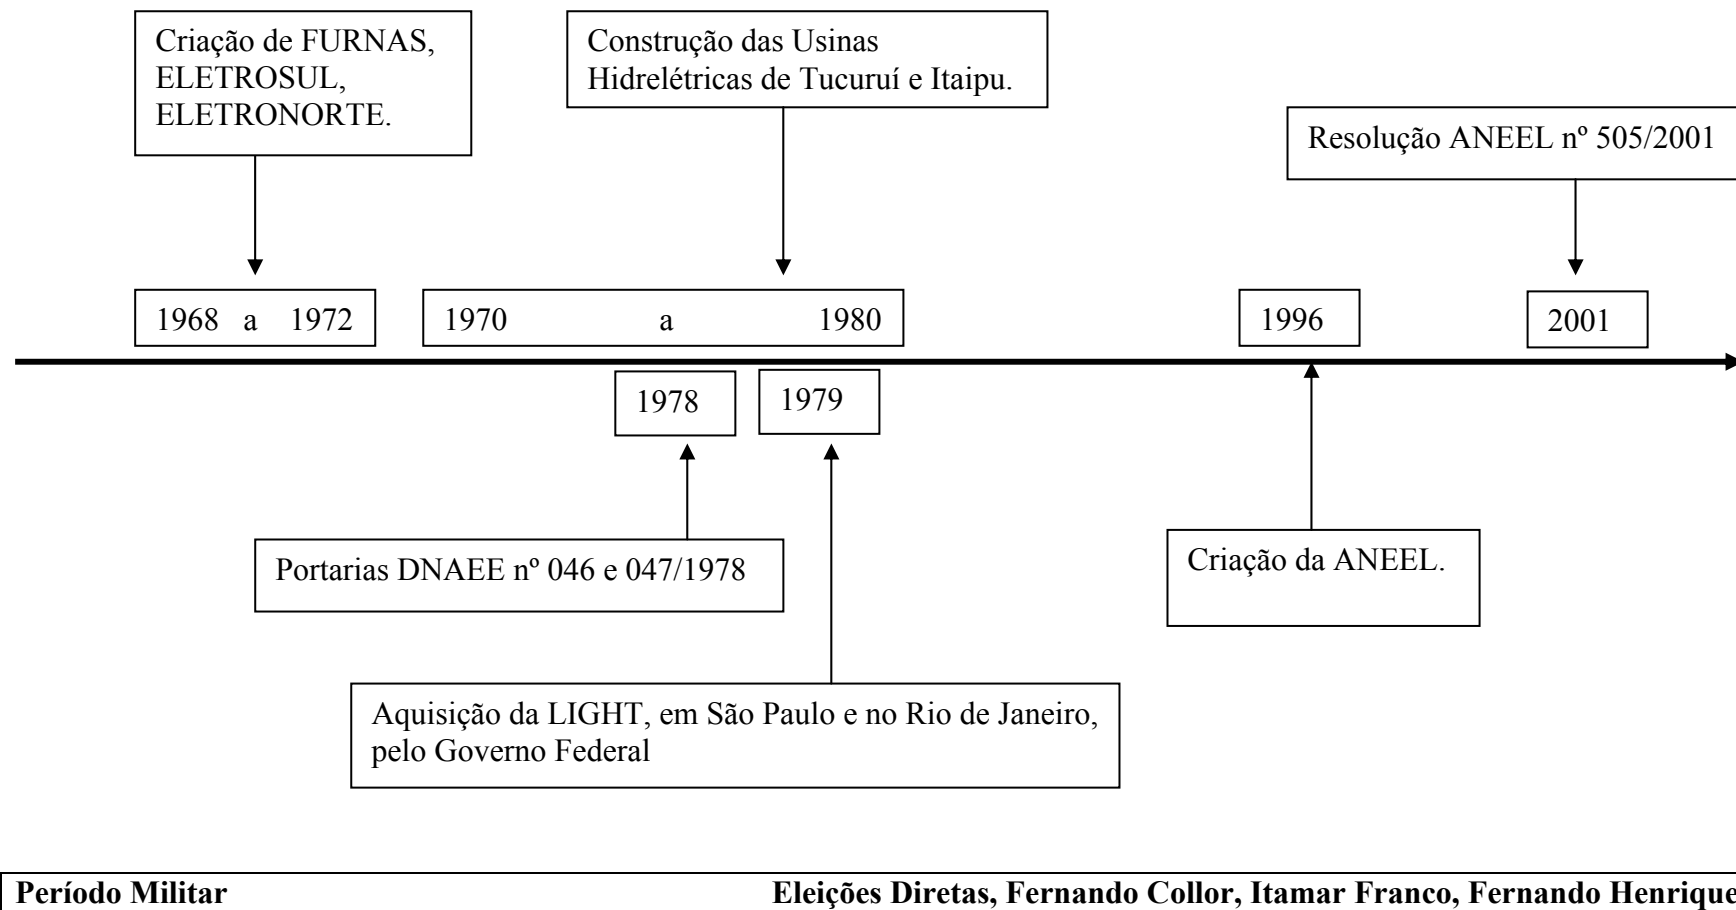 Criação de FURNAS,
ELETROSUL,
ELETRONORTE.
Construção das Usinas
Hidrelétricas de Tucuruí e Itaipu.
Resolução ANEEL nº 505/2001
1968 a 1972
1970 a 1980
1996
2001
1978
1979
Portarias DNAEE nº 046 e 047/1978
Criação da ANEEL.
Aquisição da LIGHT, em São Paulo e no Rio de Janeiro,
pelo Governo Federal
Período Militar
Eleições Diretas, Fernando Collor, Itamar Franco, Fernando Henrique